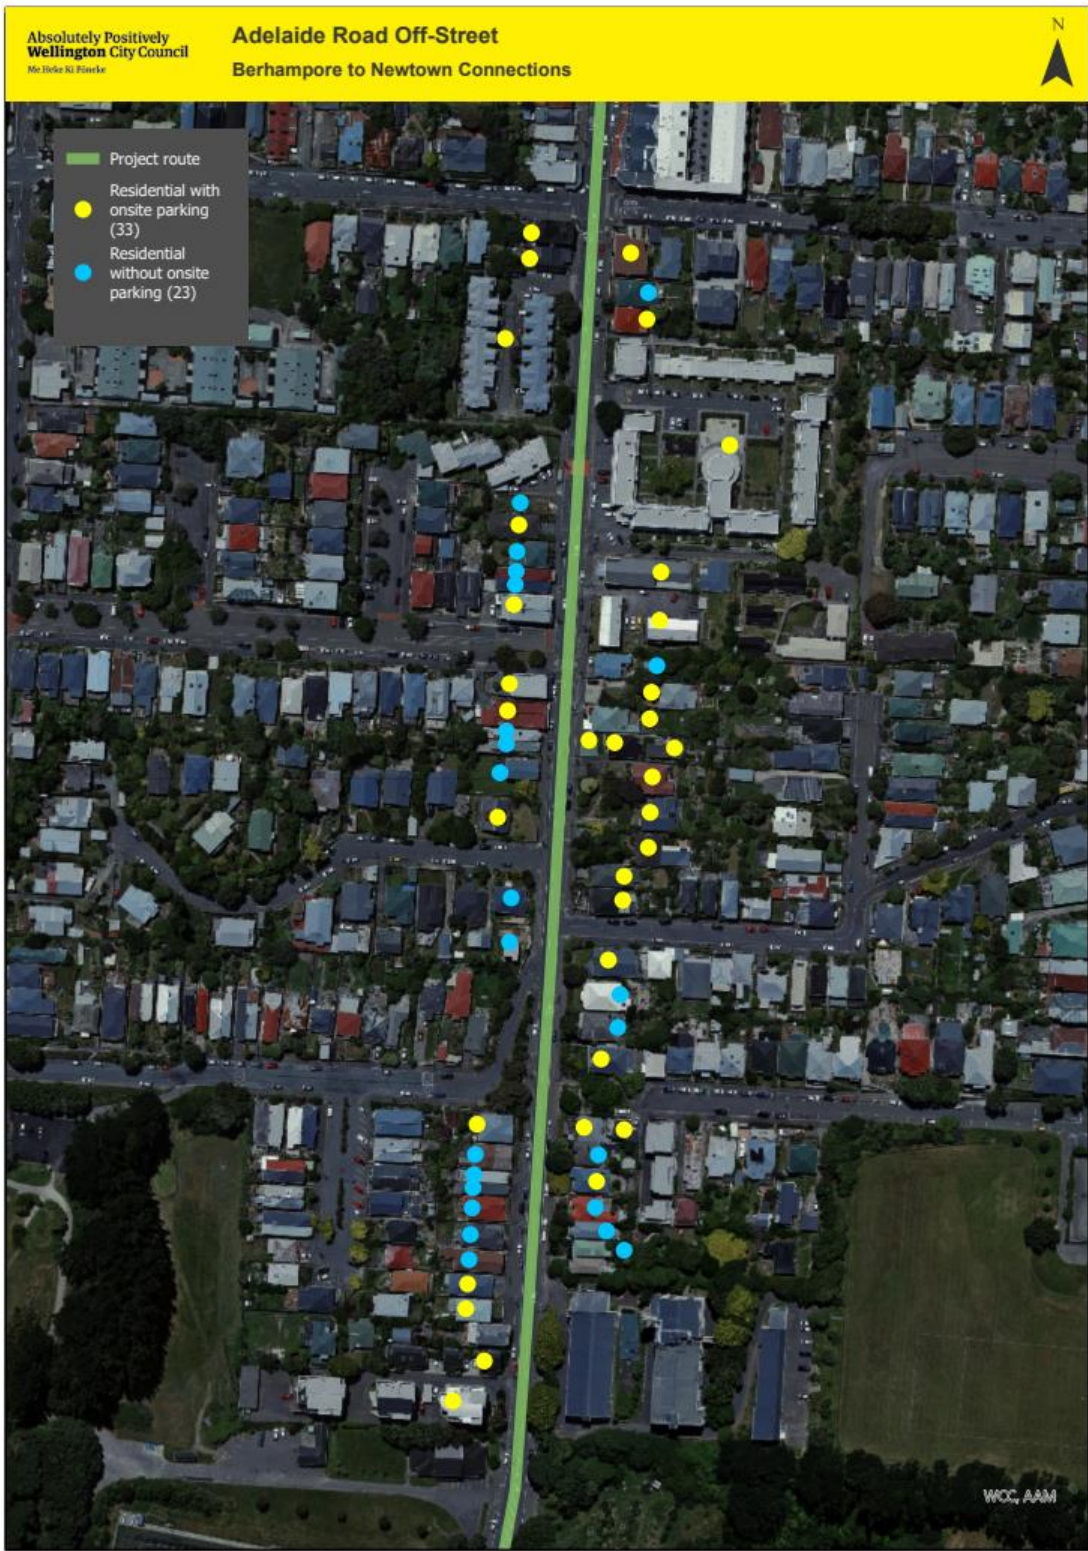 Absolutely Positively
Wellington City Council
Me Heke Ki Pōneke
Adelaide Road Off-Street
Berhampore to Newtown Connections
N
Project route
Residential with
onsite parking
(33)
Residential
without onsite
parking (23)
WCC, AAM